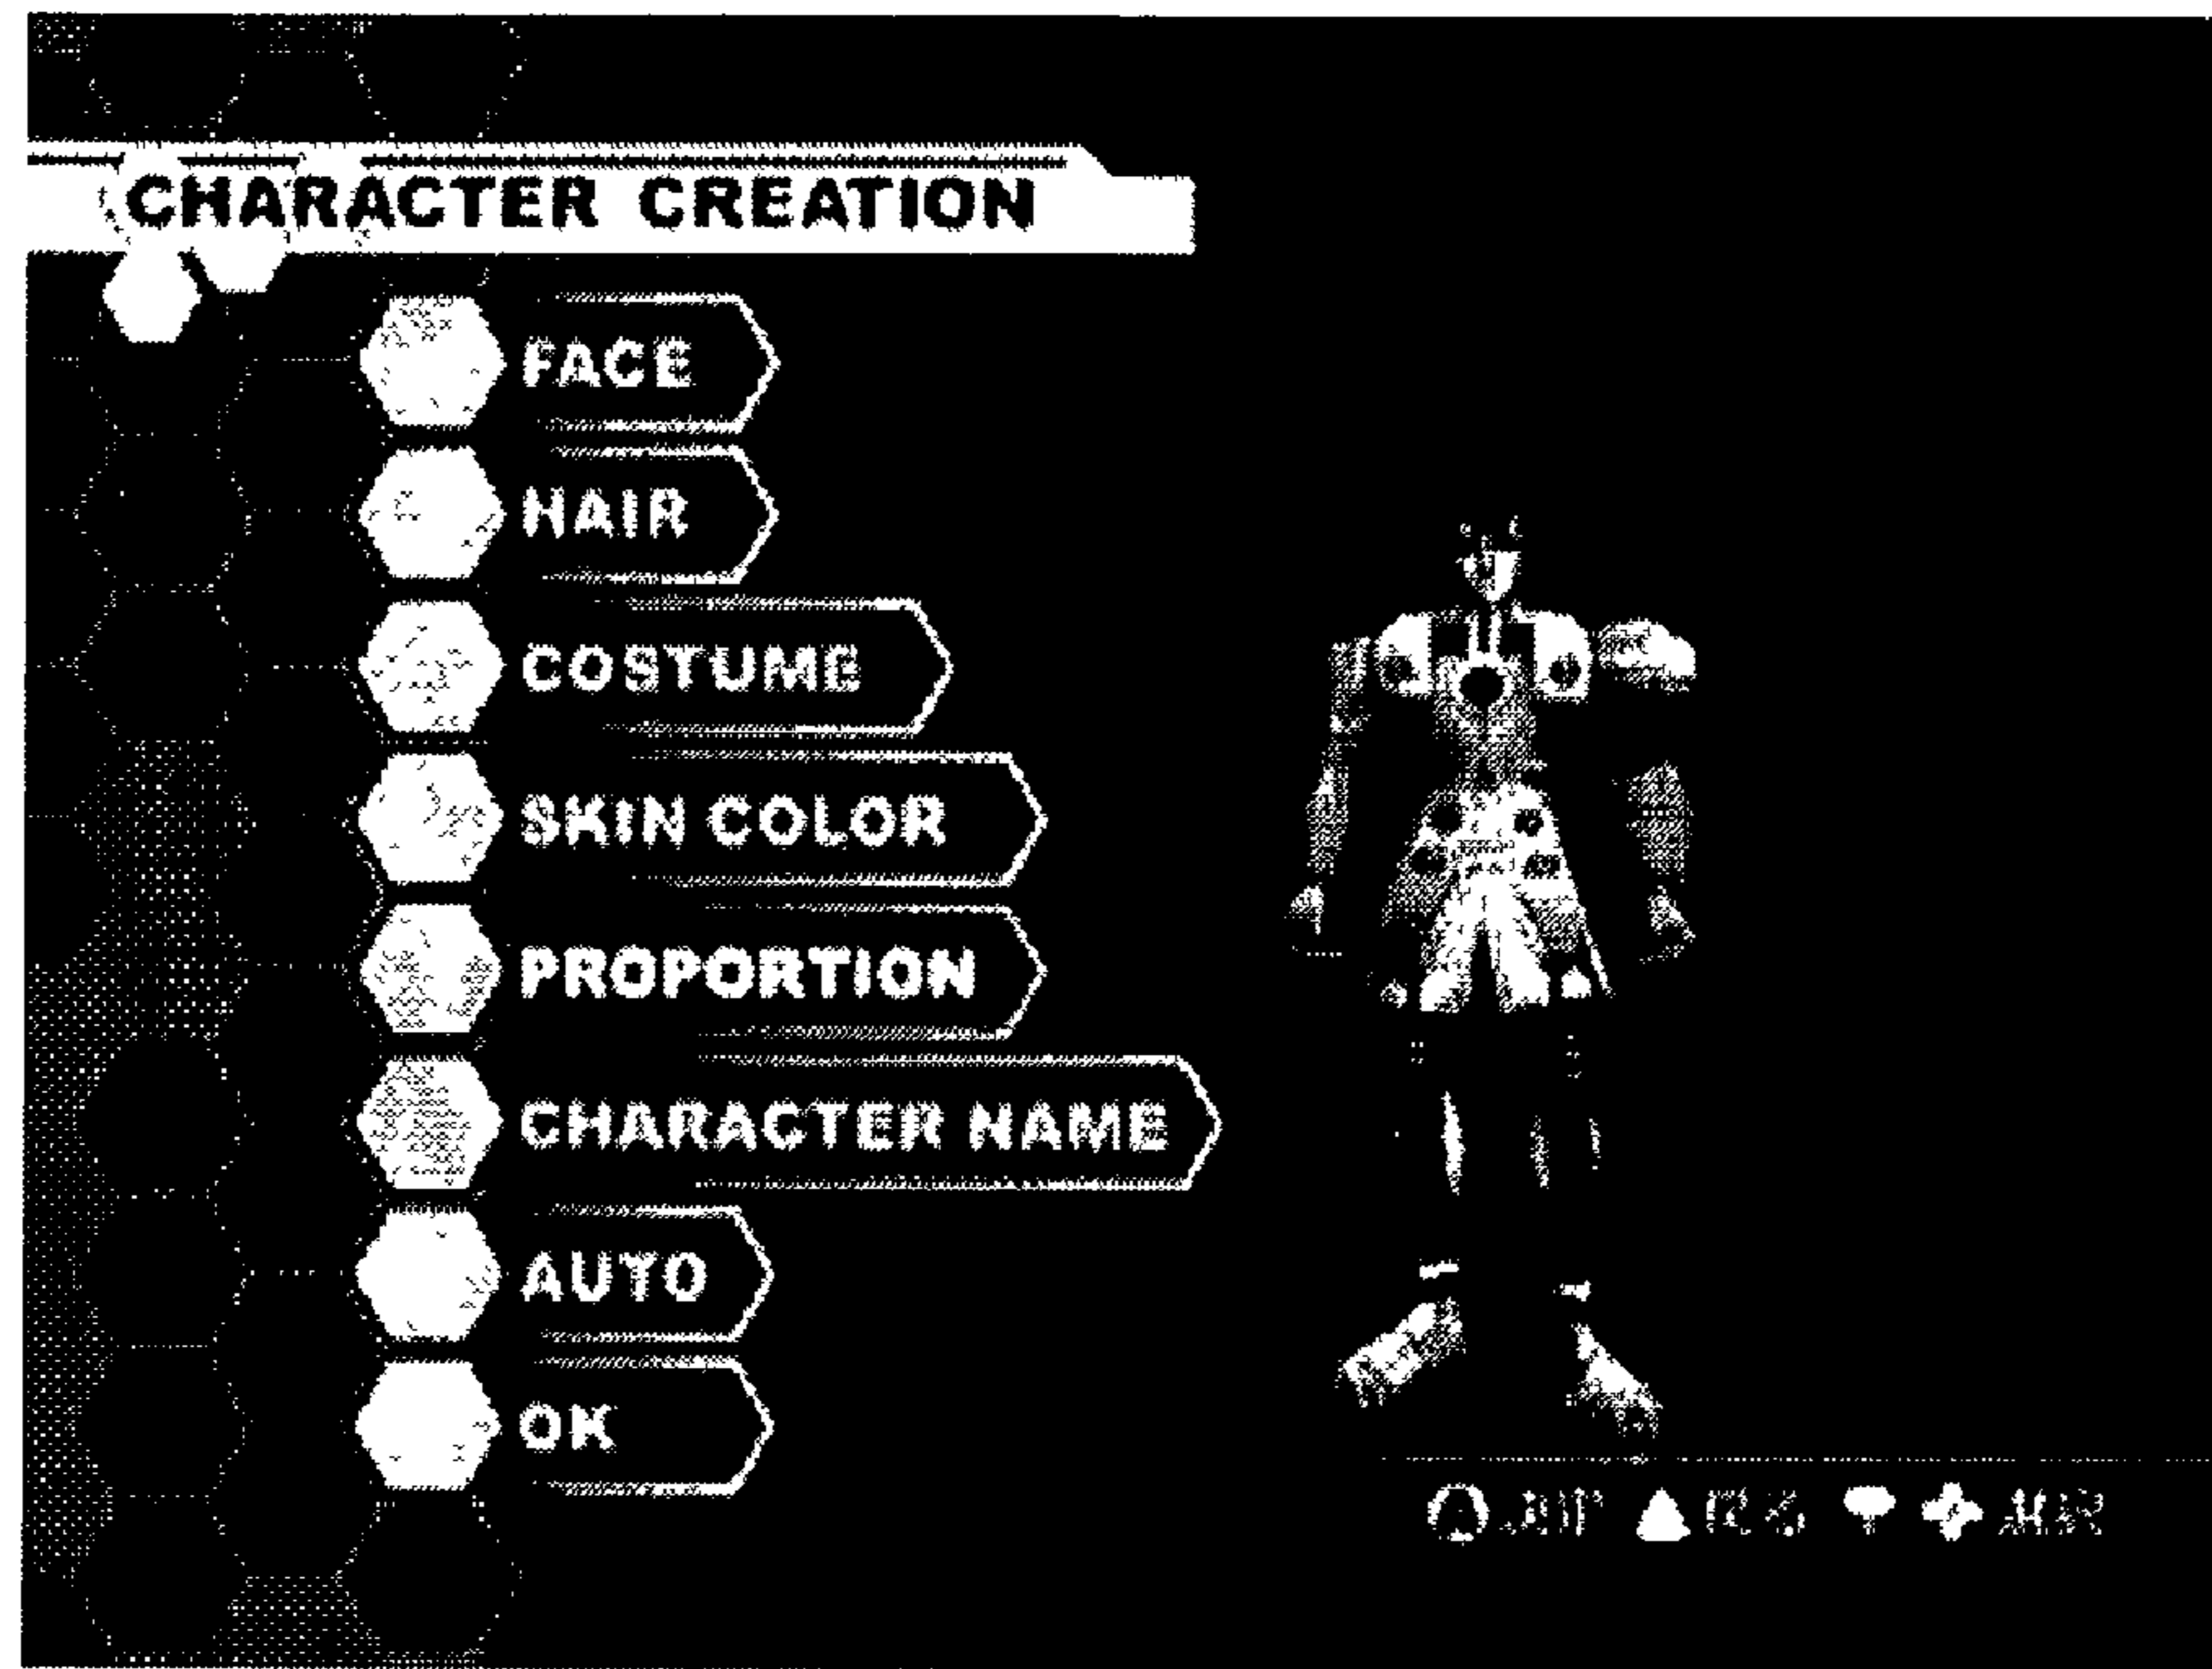 CHARACTER CREATION
FACE
HAIR
COSTUME
SKIN COLOR
PROPORTION
CHARACTER NAME
AUTO
OK